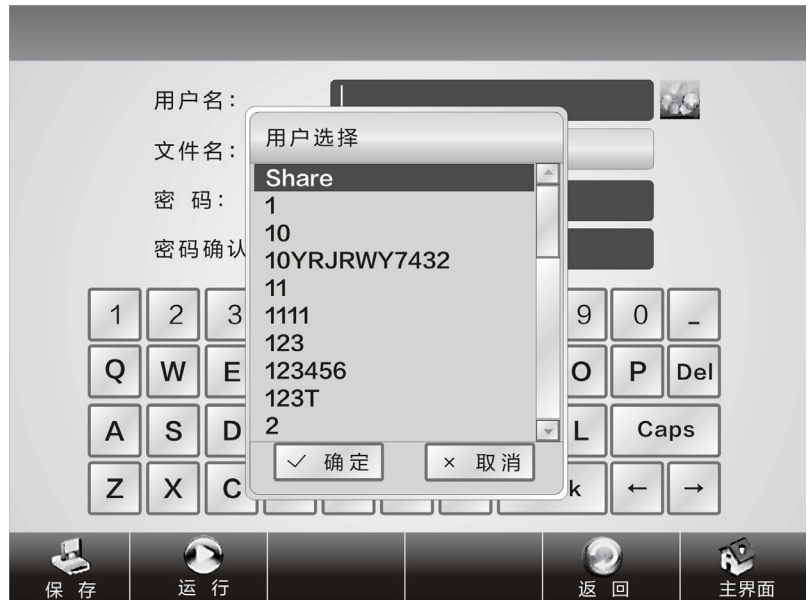 用户名:
文件名:
密 码:
密码确认
用户选择
Share
1
10
10YRJRWY7432
11
1111
123
123456
123T
2
✓ 确定
× 取消
1 2 3 9 0 _
Q W E O P Del
A S D L Caps
Z X C k ← →
保 存
运 行
返 回
主界面